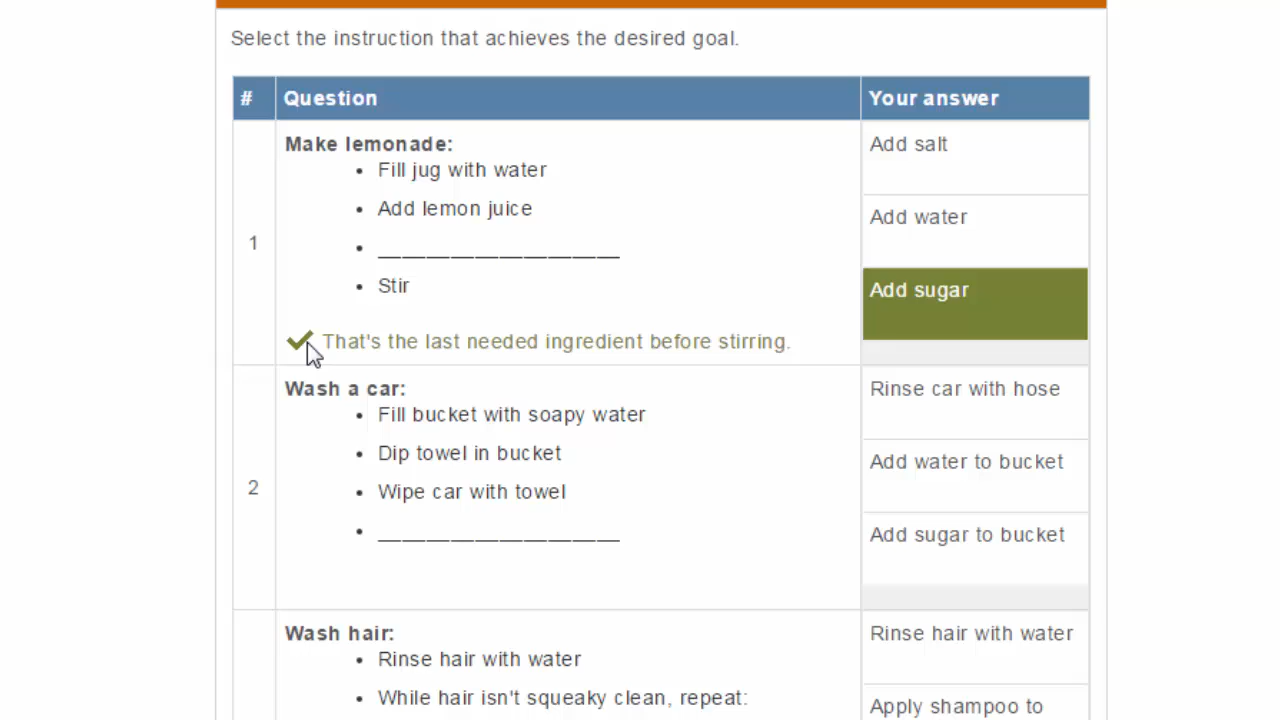 Select the instruction that achieves the desired goal.
# Question Your answer
1
Make lemonade:
• Fill jug with water
• Add lemon juice
• ____________________
• Stir
That's the last needed ingredient before stirring.
Add salt
Add water
Add sugar
2
Wash a car:
• Fill bucket with soapy water
• Dip towel in bucket
• Wipe car with towel
• ____________________
Rinse car with hose
Add water to bucket
Add sugar to bucket
Wash hair:
• Rinse hair with water
• While hair isn't squeaky clean, repeat:
Rinse hair with water
Apply shampoo to